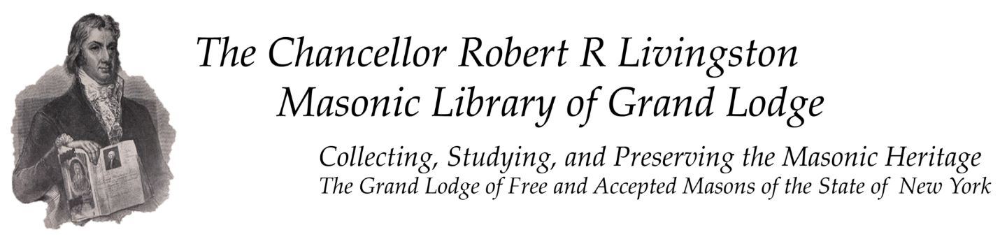 The Chancellor Robert R Livingston
Masonic Library of Grand Lodge
Collecting, Studying, and Preserving the Masonic Heritage
The Grand Lodge of Free and Accepted Masons of the State of New York